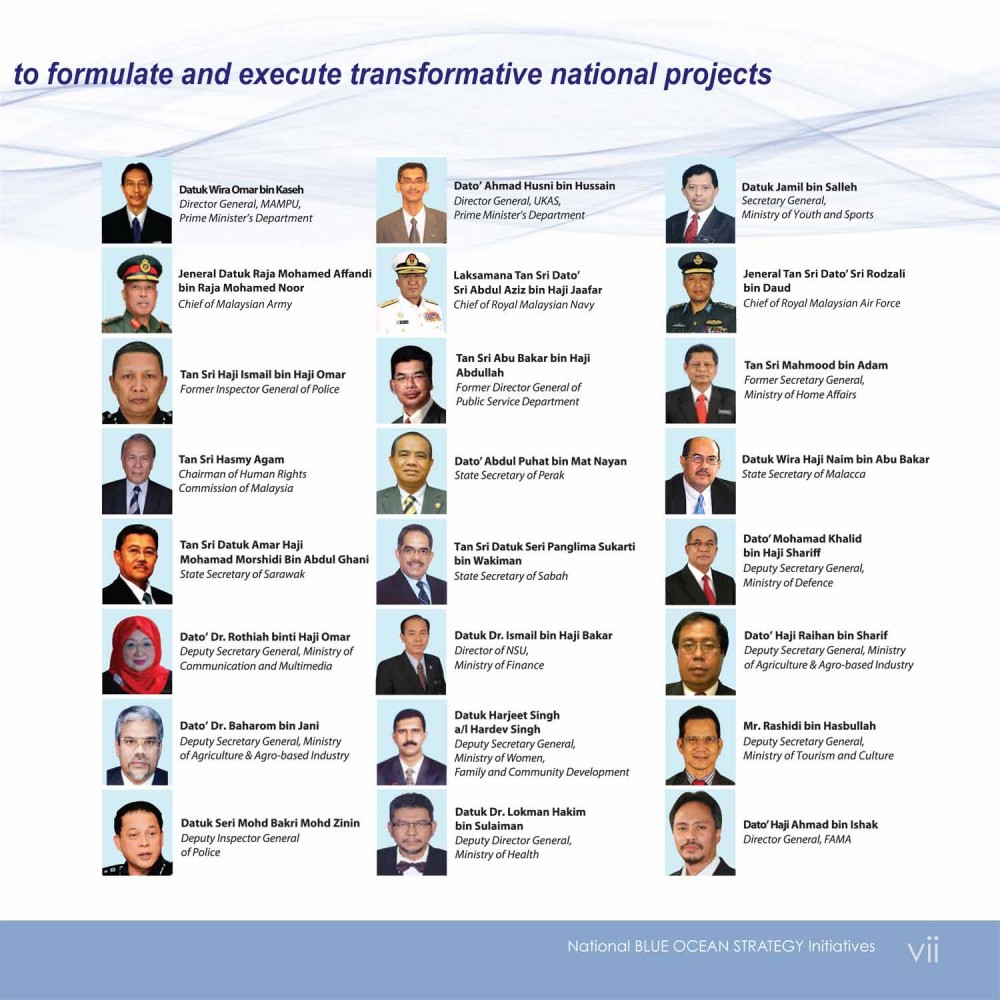 to formulate and execute transformative national projects
Datuk Wira Omar bin Kaseh
Director General, MAMPU,
Prime Minister's Department
Dato' Ahmad Husni bin Hussain
Director General, UKAS,
Prime Minister's Department
Datuk Jamil bin Salleh
Secretary General,
Ministry of Youth and Sports
Jeneral Datuk Raja Mohamed Affandi
bin Raja Mohamed Noor
Chief of Malaysian Army
Laksamana Tan Sri Dato'
Sri Abdul Aziz bin Haji Jaafar
Chief of Royal Malaysian Navy
Jeneral Tan Sri Dato' Sri Rodzali
bin Daud
Chief of Royal Malaysian Air Force
Tan Sri Haji Ismail bin Haji Omar
Former Inspector General of Police
Tan Sri Abu Bakar bin Haji
Abdullah
Former Director General of
Public Service Department
Tan Sri Mahmood bin Adam
Former Secretary General,
Ministry of Home Affairs
Tan Sri Hasmy Agam
Chairman of Human Rights
Commission of Malaysia
Dato' Abdul Puhat bin Mat Nayan
State Secretary of Perak
Datuk Wira Haji Naim bin Abu Bakar
State Secretary of Malacca
Tan Sri Datuk Amar Haji
Mohamad Morshidi Bin Abdul Ghani
State Secretary of Sarawak
Tan Sri Datuk Seri Panglima Sukarti
bin Wakiman
State Secretary of Sabah
Dato' Mohamad Khalid
bin Haji Shariff
Deputy Secretary General,
Ministry of Defence
Dato' Dr. Rothiah binti Haji Omar
Deputy Secretary General, Ministry of
Communication and Multimedia
Datuk Dr. Ismail bin Haji Bakar
Director of NSU,
Ministry of Finance
Dato' Haji Raihan bin Sharif
Deputy Secretary General, Ministry
of Agriculture & Agro-based Industry
Dato' Dr. Baharom bin Jani
Deputy Secretary General, Ministry
of Agriculture & Agro-based Industry
Datuk Harjeet Singh
a/l Hardev Singh
Deputy Secretary General,
Ministry of Women,
Family and Community Development
Mr. Rashidi bin Hasbullah
Deputy Secretary General,
Ministry of Tourism and Culture
Datuk Seri Mohd Bakri Mohd Zinin
Deputy Inspector General
of Police
Datuk Dr. Lokman Hakim
bin Sulaiman
Deputy Director General,
Ministry of Health
Dato' Haji Ahmad bin Ishak
Director General, FAMA
National BLUE OCEAN STRATEGY Initiatives vii